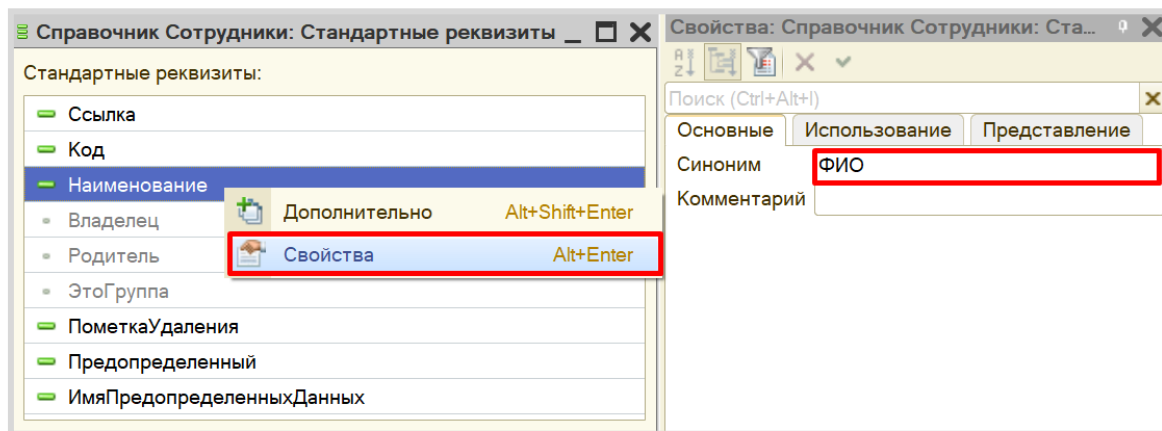 Справочник Сотрудники: Стандартные реквизиты
Стандартные реквизиты:
Ссылка
Код
Наименование
Владелец
Родитель
ЭтоГруппа
ПометкаУдаления
Предопределенный
ИмяПредопределенныхДанных
Дополнительно Alt+Shift+Enter
Свойства Alt+Enter
Свойства: Справочник Сотрудники: Ста...
Поиск (Ctrl+Alt+I)
Основные Использование Представление
Синоним ФИО
Комментарий